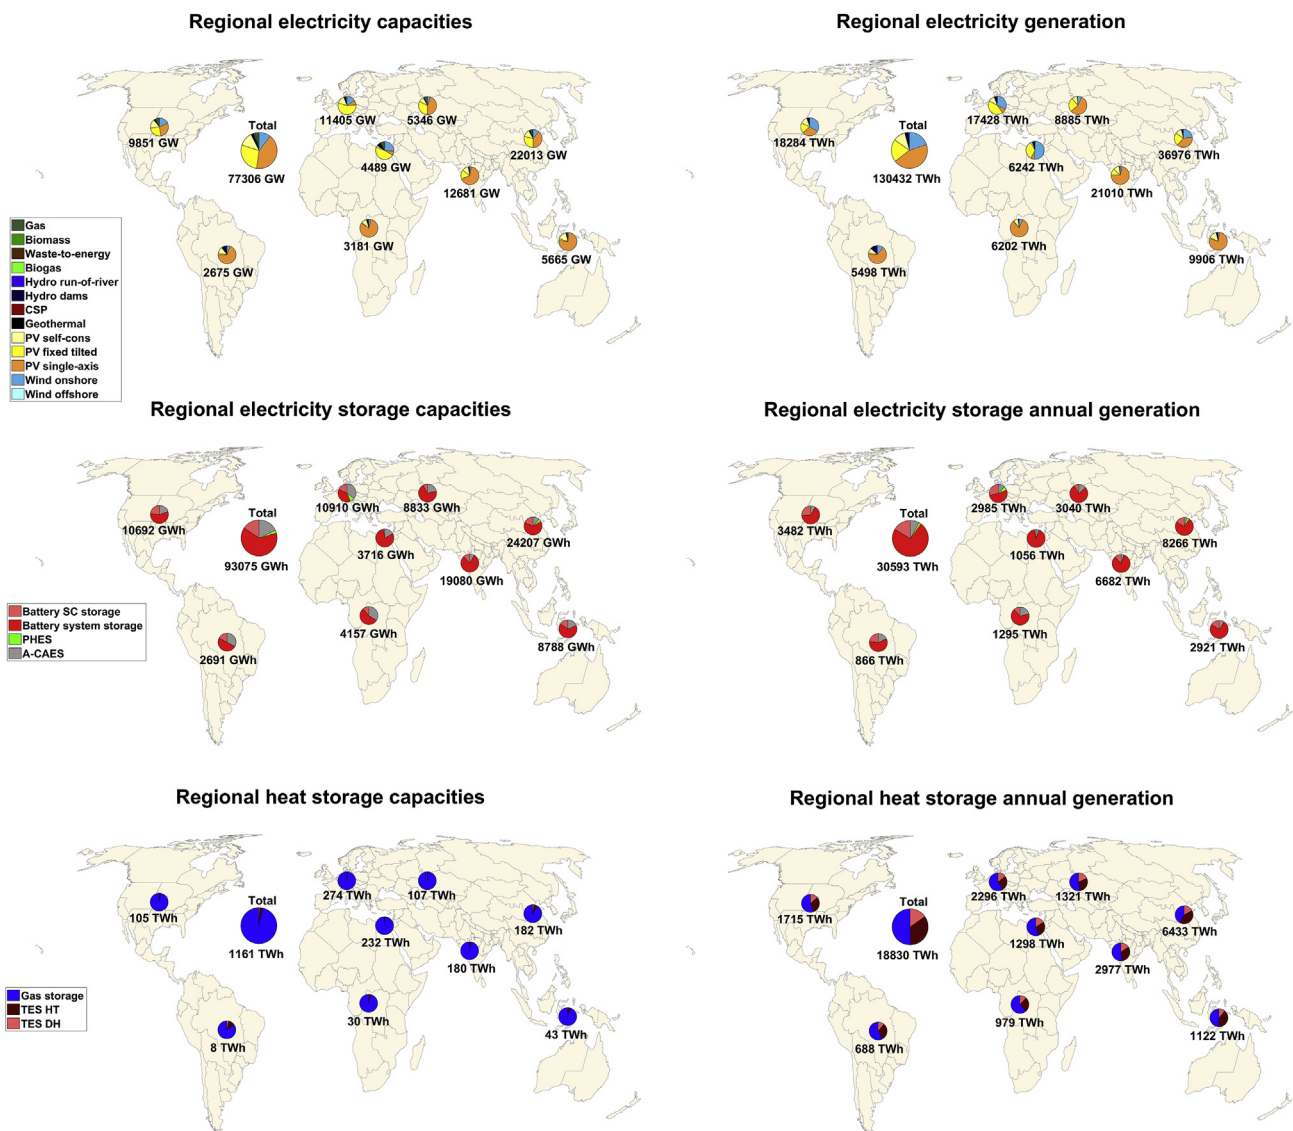 Regional electricity capacities
9851 GW
Total
77306 GW
11405 GW
5346 GW
4489 GW
22013 GW
12681 GW
3181 GW
2675 GW
5665 GW
Gas
Biomass
Waste-to-energy
Biogas
Hydro run-of-river
Hydro dams
CSP
Geothermal
PV self-cons
PV fixed tilted
PV single-axis
Wind onshore
Wind offshore
Regional electricity generation
18284 TWh
Total
130432 TWh
17428 TWh
8885 TWh
6242 TWh
36976 TWh
21010 TWh
6202 TWh
5498 TWh
9906 TWh
Regional electricity storage capacities
10692 GWh
Total
93075 GWh
10910 GWh
8833 GWh
3716 GWh
24207 GWh
19080 GWh
4157 GWh
2691 GWh
8788 GWh
Battery SC storage
Battery system storage
PHES
A-CAES
Regional electricity storage annual generation
3482 TWh
Total
30593 TWh
2985 TWh
3040 TWh
1056 TWh
8266 TWh
6682 TWh
1295 TWh
866 TWh
2921 TWh
Regional heat storage capacities
105 TWh
Total
1161 TWh
274 TWh
107 TWh
232 TWh
182 TWh
180 TWh
30 TWh
8 TWh
43 TWh
Gas storage
TES HT
TES DH
Regional heat storage annual generation
1715 TWh
Total
18830 TWh
2296 TWh
1321 TWh
1298 TWh
6433 TWh
2977 TWh
979 TWh
688 TWh
1122 TWh